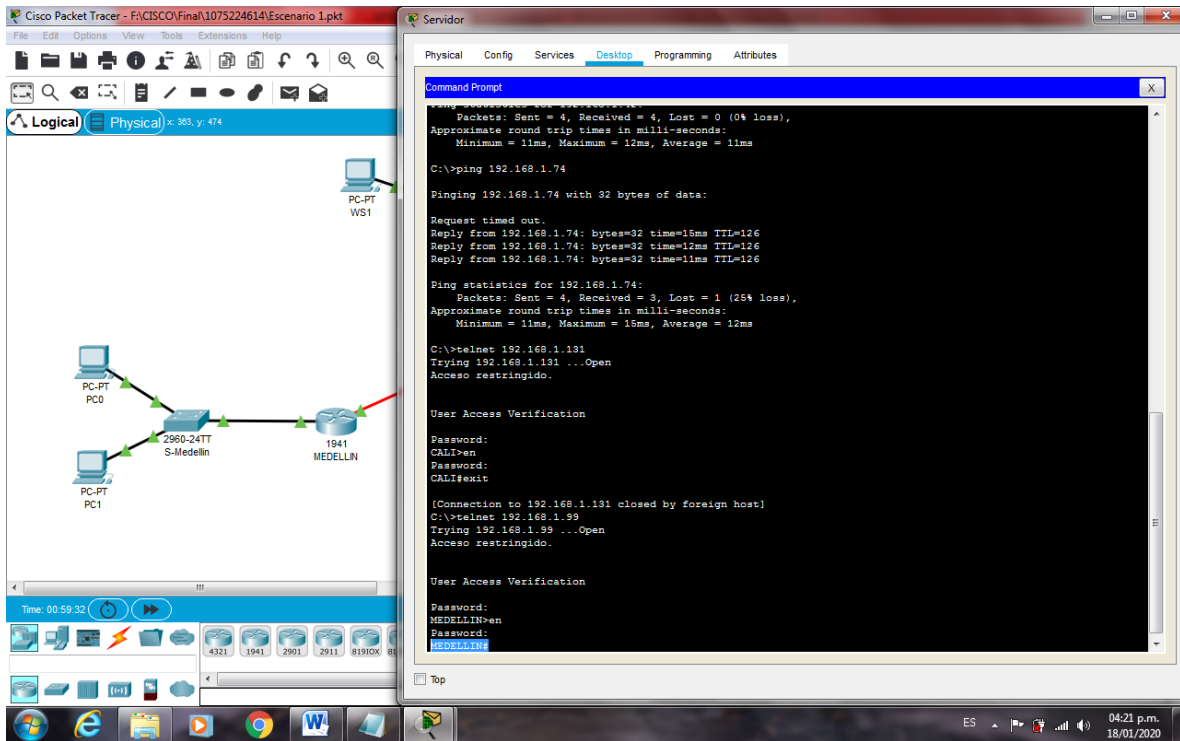 Cisco Packet Tracer - F:\CISCO\Final\1075224614\Escenario 1.pkt
File Edit Options View Tools Extensions Help
Logical Physical x: 363, y: 474
PC-PT
WS1
PC-PT
PC0
2960-24TT
S-Medellin
1941
MEDELLIN
PC-PT
PC1
Time: 00:59:32
4321 1941 2901 2911 819IOX
Servidor
Physical Config Services Desktop Programming Attributes
Command Prompt X
Ping statistics for 192.168.1.42:
Packets: Sent = 4, Received = 4, Lost = 0 (0% loss),
Approximate round trip times in milli-seconds:
Minimum = 11ms, Maximum = 12ms, Average = 11ms
C:\>ping 192.168.1.74
Pinging 192.168.1.74 with 32 bytes of data:
Request timed out.
Reply from 192.168.1.74: bytes=32 time=15ms TTL=126
Reply from 192.168.1.74: bytes=32 time=12ms TTL=126
Reply from 192.168.1.74: bytes=32 time=11ms TTL=126
Ping statistics for 192.168.1.74:
Packets: Sent = 4, Received = 3, Lost = 1 (25% loss),
Approximate round trip times in milli-seconds:
Minimum = 11ms, Maximum = 15ms, Average = 12ms
C:\>telnet 192.168.1.131
Trying 192.168.1.131 ...Open
Acceso restringido.
User Access Verification
Password:
CALI>en
Password:
CALI#exit
[Connection to 192.168.1.131 closed by foreign host]
C:\>telnet 192.168.1.99
Trying 192.168.1.99 ...Open
Acceso restringido.
User Access Verification
Password:
MEDELLIN>en
Password:
MEDELLIN#
Top
ES 04:21 p.m.
18/01/2020